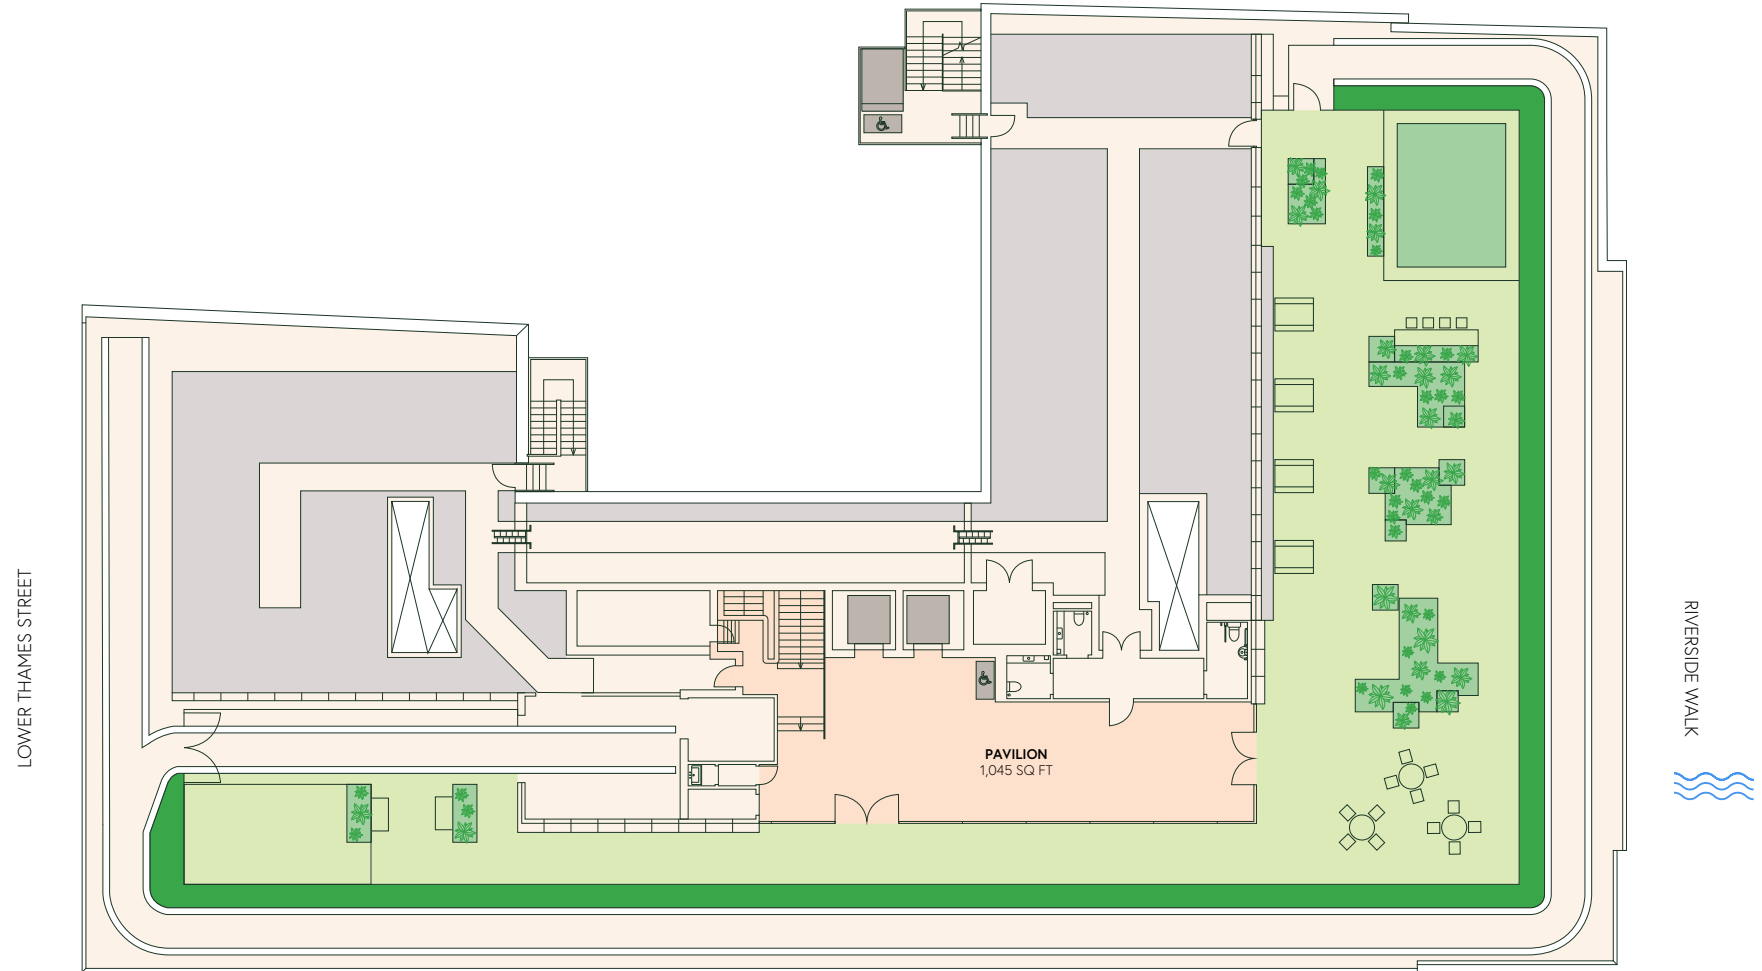 LOWER THAMES STREET
PAVILION
1,045 SQ FT
RIVERSIDE WALK